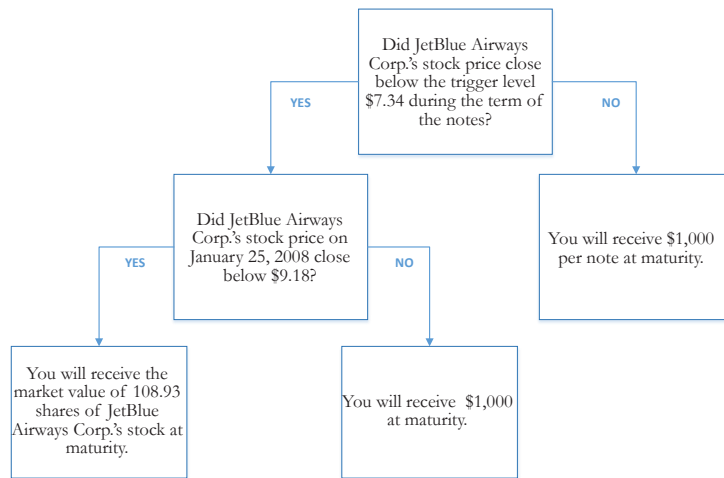 Did JetBlue Airways
Corp.'s stock price close
below the trigger level
$7.34 during the term of
the notes?
YES
NO
Did JetBlue Airways
Corp.'s stock price on
January 25, 2008 close
below $9.18?
You will receive $1,000
per note at maturity.
YES
NO
You will receive the
market value of 108.93
shares of JetBlue
Airways Corp.'s stock at
maturity.
You will receive $1,000
at maturity.